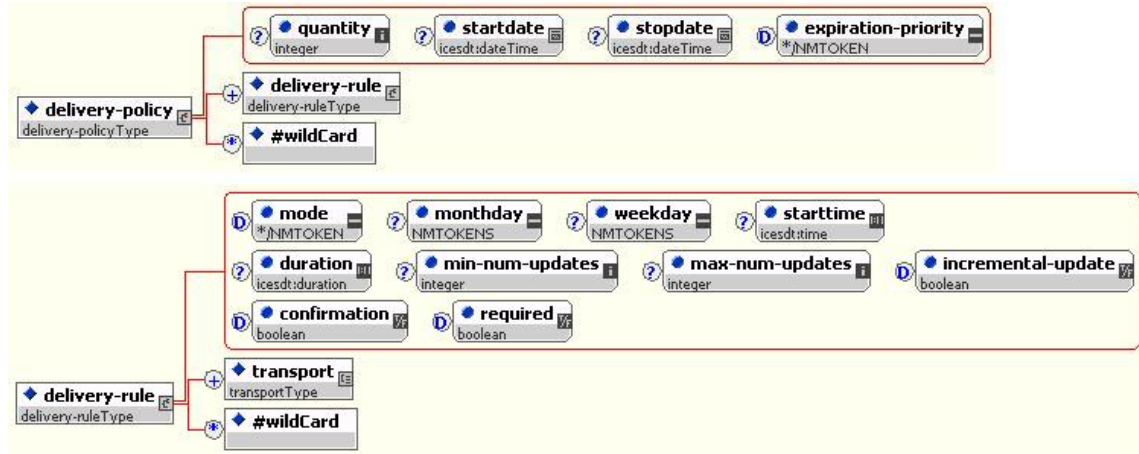 ? quantity ? startdate ? stopdate D expiration-priority
integer icesdt:dateTime icesdt:dateTime */NMTOKEN
+ delivery-rule
delivery-ruleType
delivery-policy
delivery-policyType
* #wildCard
D mode ? monthday ? weekday ? starttime
*/NMTOKEN NMTOKENS NMTOKENS icesdt:time
? duration ? min-num-updates ? max-num-updates D incremental-update
icesdt:duration integer integer boolean
D confirmation D required
boolean boolean
+ transport
transportType
delivery-rule
delivery-ruleType
* #wildCard